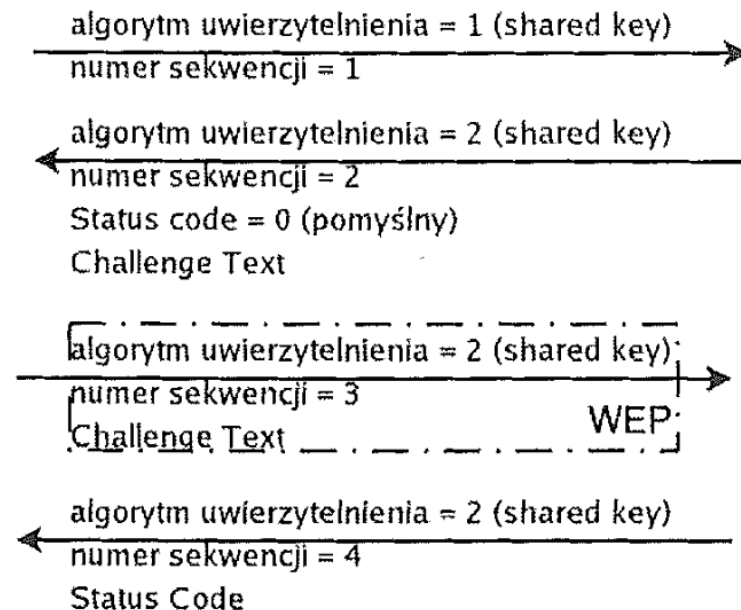 algorytm uwierzytelnienia = 1 (shared key)
numer sekwencji = 1
algorytm uwierzytelnienia = 2 (shared key)
numer sekwencji = 2
Status code = 0 (pomyślny)
Challenge Text
algorytm uwierzytelnienia = 2 (shared key)
numer sekwencji = 3
Challenge Text
WEP
algorytm uwierzytelnienia = 2 (shared key)
numer sekwencji = 4
Status Code